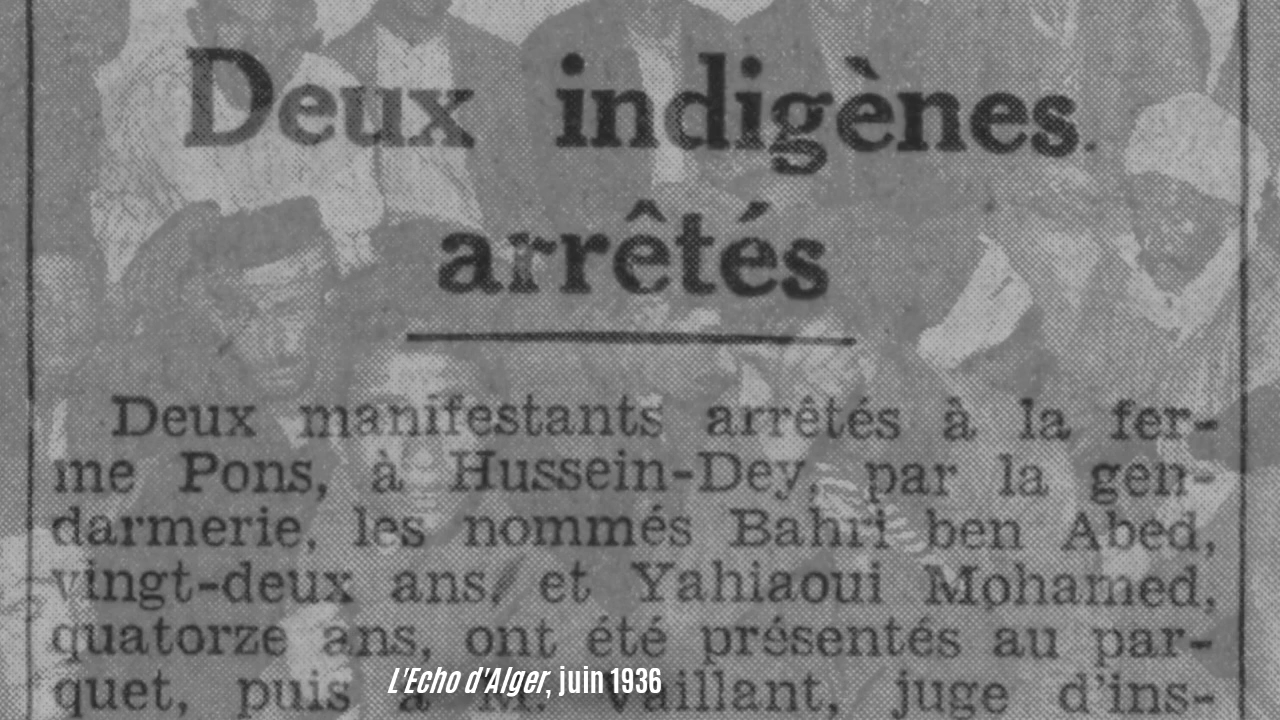 Deux indigènes.
arrêtés
Deux manifestants arrêtés à la fer-
me Pons, à Hussein-Dey, par la gen-
darmerie, les nommés Bahri ben Abed,
vingt-deux ans, et Yahiaoui Mohamed,
quatorze ans, ont été présentés au par-
quet, puis à M. Vaillant, juge d'ins-
L'Echo d'Alger, juin 1936